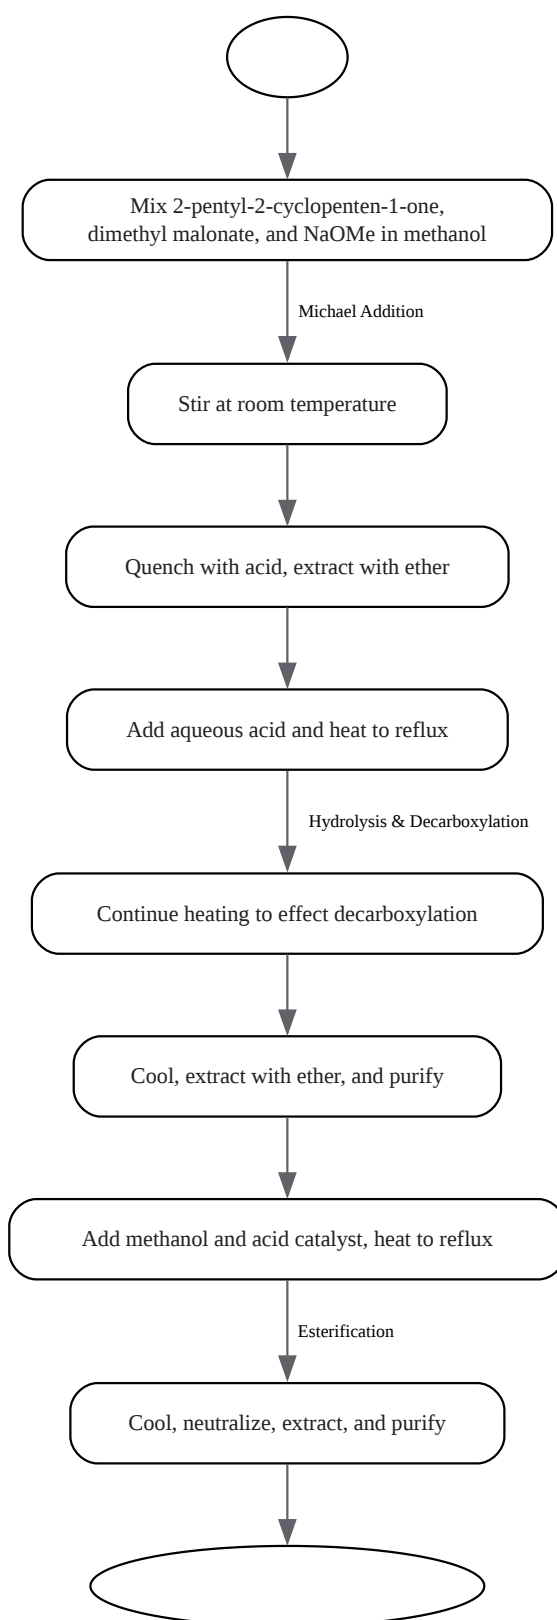 Mix 2-pentyl-2-cyclopenten-1-one,
dimethyl malonate, and NaOMe in methanol
Michael Addition
Stir at room temperature
Quench with acid, extract with ether
Add aqueous acid and heat to reflux
Hydrolysis & Decarboxylation
Continue heating to effect decarboxylation
Cool, extract with ether, and purify
Add methanol and acid catalyst, heat to reflux
Esterification
Cool, neutralize, extract, and purify